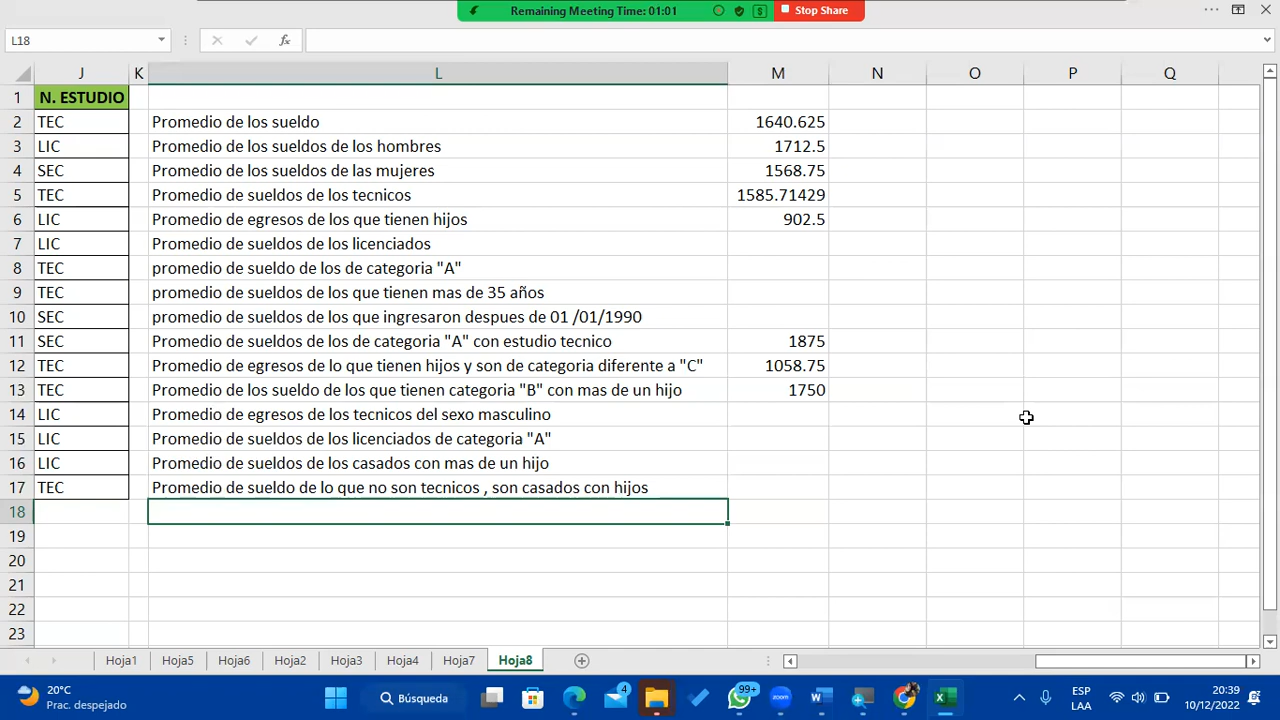 Remaining Meeting Time: 01:01
Stop Share
L18
fx
J K L M N O P Q
1 N. ESTUDIO
2 TEC Promedio de los sueldo 1640.625
3 LIC Promedio de los sueldos de los hombres 1712.5
4 SEC Promedio de los sueldos de las mujeres 1568.75
5 TEC Promedio de sueldos de los tecnicos 1585.71429
6 LIC Promedio de egresos de los que tienen hijos 902.5
7 LIC Promedio de sueldos de los licenciados
8 TEC promedio de sueldo de los de categoria "A"
9 TEC promedio de sueldos de los que tienen mas de 35 años
10 SEC promedio de sueldos de los que ingresaron despues de 01 /01/1990
11 SEC Promedio de sueldos de los de categoria "A" con estudio tecnico 1875
12 TEC Promedio de egresos de lo que tienen hijos y son de categoria diferente a "C" 1058.75
13 TEC Promedio de los sueldo de los que tienen categoria "B" con mas de un hijo 1750
14 LIC Promedio de egresos de los tecnicos del sexo masculino
15 LIC Promedio de sueldos de los licenciados de categoria "A"
16 LIC Promedio de sueldos de los casados con mas de un hijo
17 TEC Promedio de sueldo de lo que no son tecnicos , son casados con hijos
18
19
20
21
22
23
Hoja1 Hoja5 Hoja6 Hoja2 Hoja3 Hoja4 Hoja7 Hoja8
20°C
Prac. despejado
Búsqueda
4
99+
zoom
ESP
LAA
20:39
10/12/2022